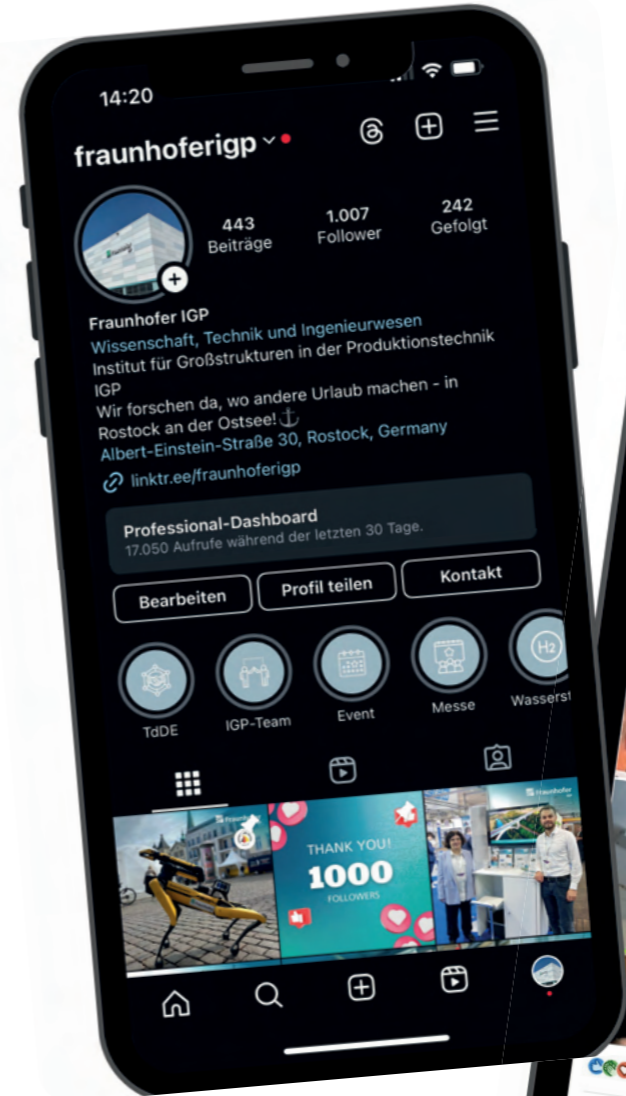 14:20
fraunhoferigp
443
1.007
242
Beiträge
Follower
Gefolgt
Fraunhofer IGP
Wissenschaft, Technik und Ingenieurwesen
Institut für Großstrukturen in der Produktionstechnik
IGP
Wir forschen da, wo andere Urlaub machen - in
Rostock an der Ostsee!⚓
Albert-Einstein-Straße 30, Rostock, Germany
linktr.ee/fraunhoferigp
Professional-Dashboard
17.050 Aufrufe während der letzten 30 Tage.
Bearbeiten
Profil teilen
Kontakt
H2
TdDE
IGP-Team
Event
Messe
Wasserst
Fraunhofer
Fraunhofer
THANK YOU!
1000
FOLLOWERS